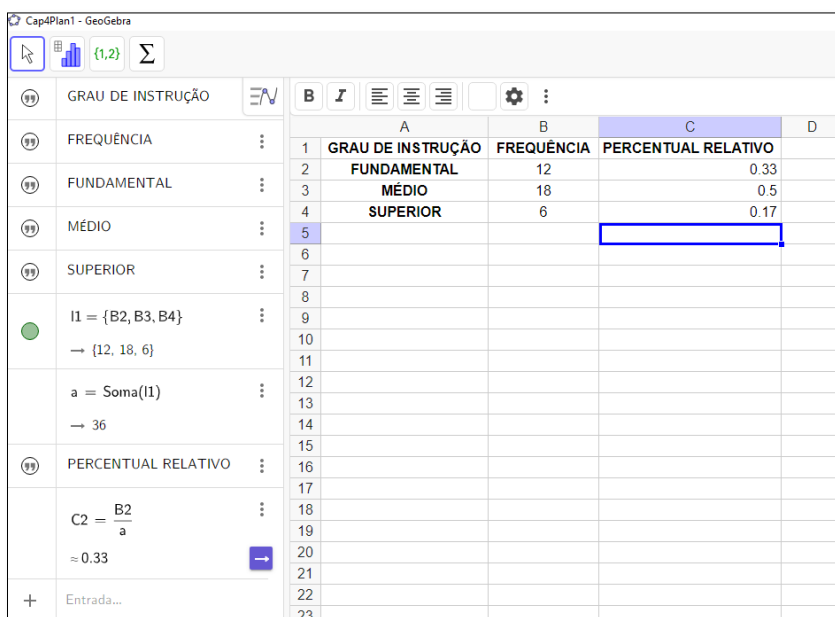 Cap4Plan1 - GeoGebra
{1,2} Σ
GRAU DE INSTRUÇÃO
FREQUÊNCIA
FUNDAMENTAL
MÉDIO
SUPERIOR
l1 = {B2, B3, B4}
→ {12, 18, 6}
a = Soma(l1)
→ 36
PERCENTUAL RELATIVO
C2 = B2/a
≈ 0.33
→
+ Entrada...
B I
A B C D
1 GRAU DE INSTRUÇÃO FREQUÊNCIA PERCENTUAL RELATIVO
2 FUNDAMENTAL 12 0.33
3 MÉDIO 18 0.5
4 SUPERIOR 6 0.17
5
6
7
8
9
10
11
12
13
14
15
16
17
18
19
20
21
22
23